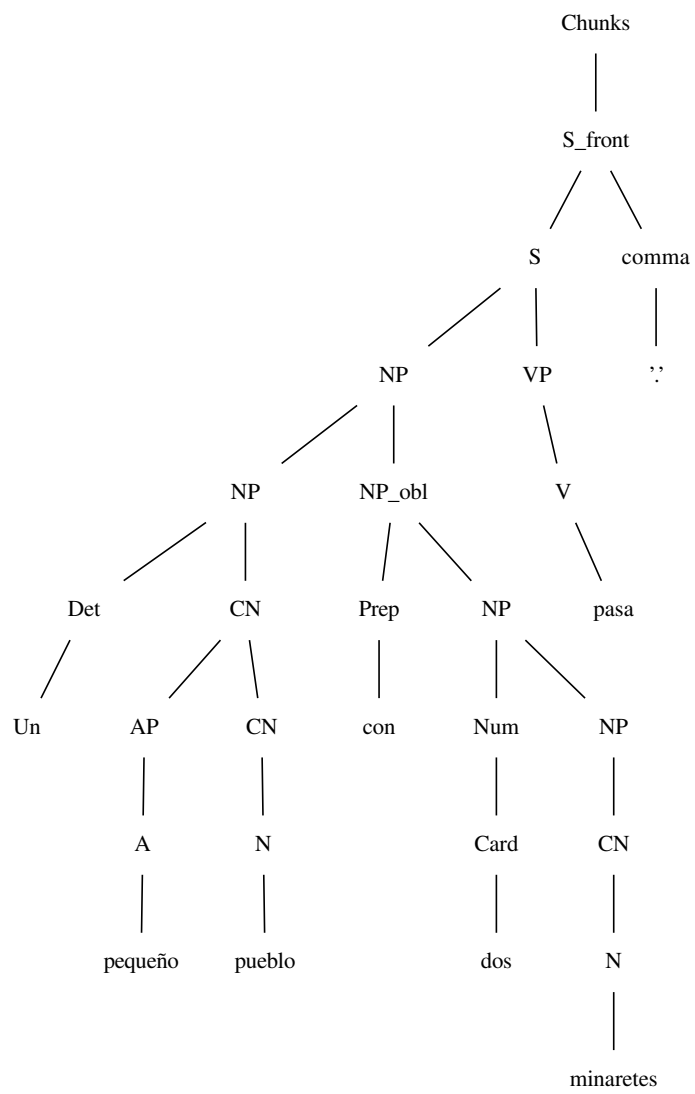 Chunks
S_front
S comma
NP VP '.'
NP NP_obl V
Det CN Prep NP pasa
Un AP CN con Num NP
A N Card CN
pequeño pueblo dos N
minaretes